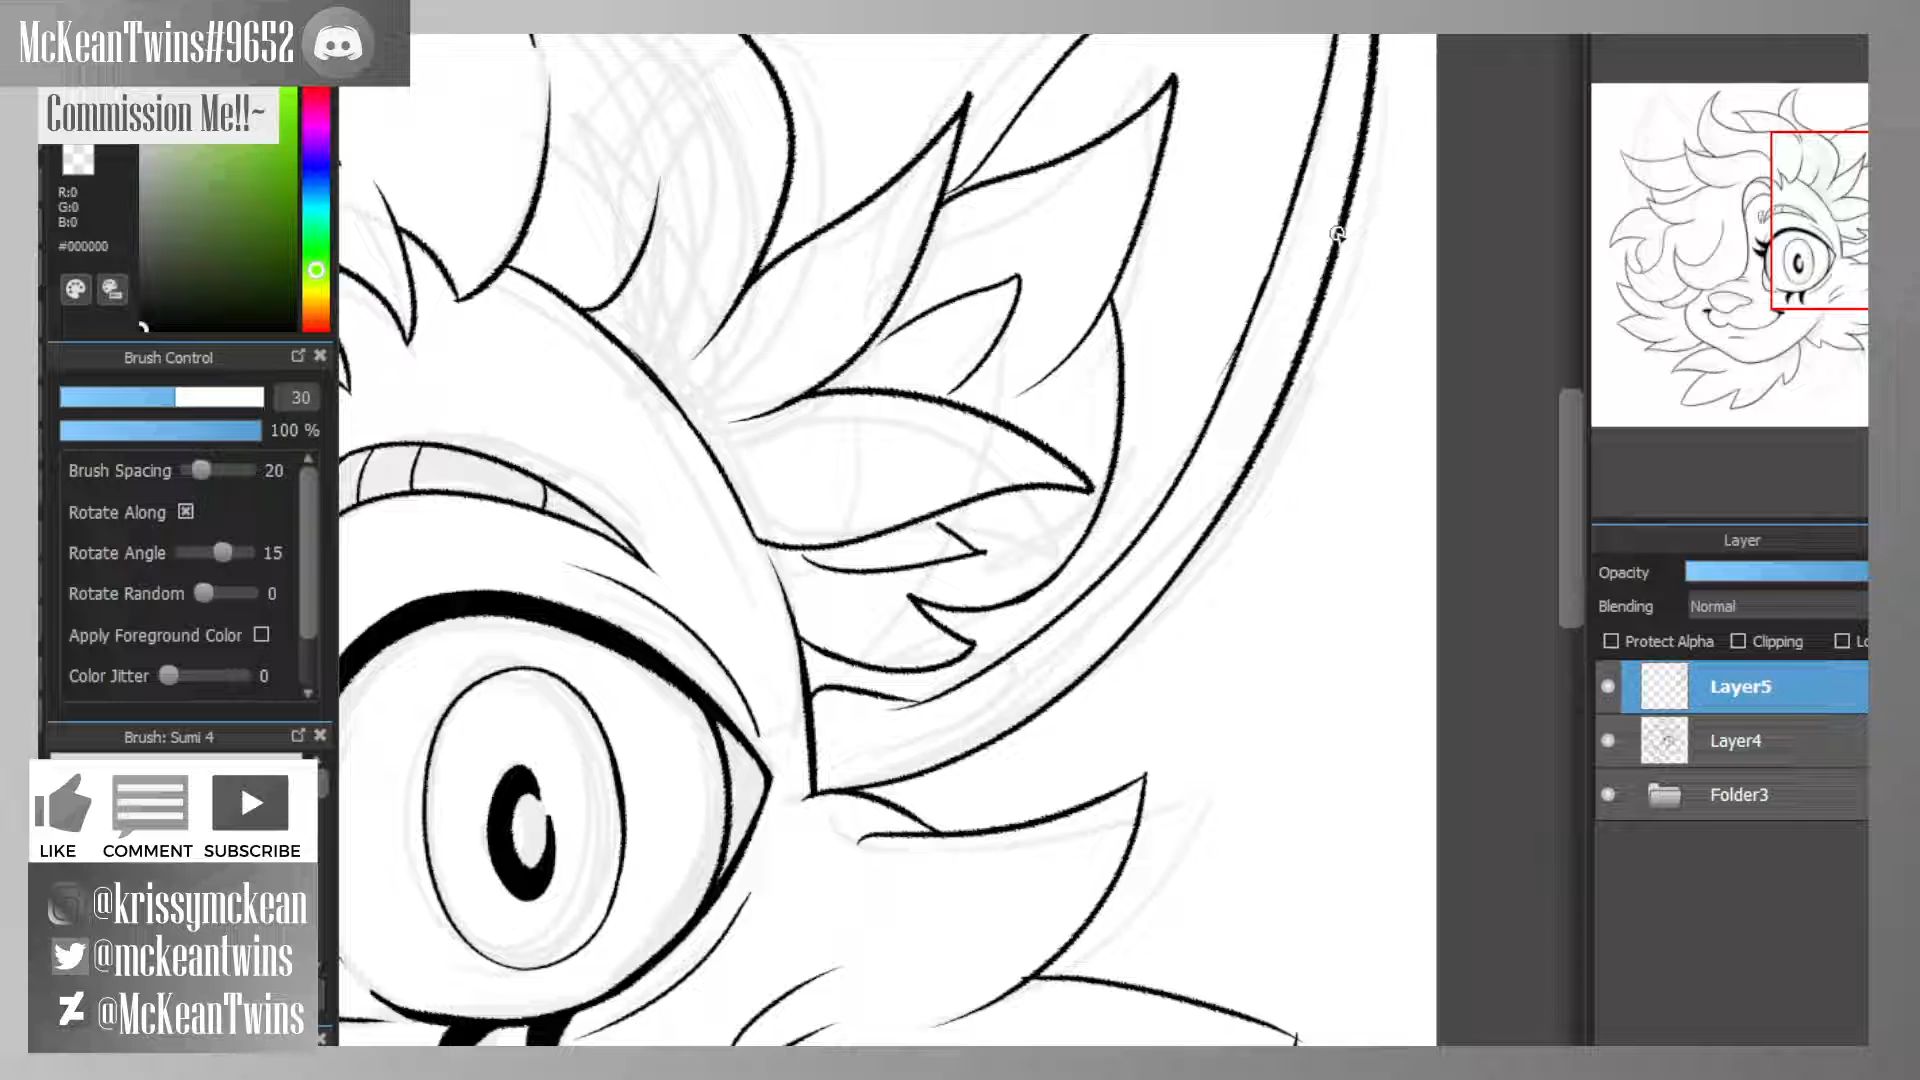 McKeanTwins#9652
Commission Me!!~
R:0
G:0
B:0
#000000
Brush Control
30
100 %
Brush Spacing 20
Rotate Along
Rotate Angle 15
Rotate Random 0
Apply Foreground Color
Color Jitter 0
Brush: Sumi 4
LIKE COMMENT SUBSCRIBE
@krissymckean
@mckeantwins
@McKeanTwins
Layer
Opacity
Blending Normal
Protect Alpha Clipping Lo
Layer5
Layer4
Folder3